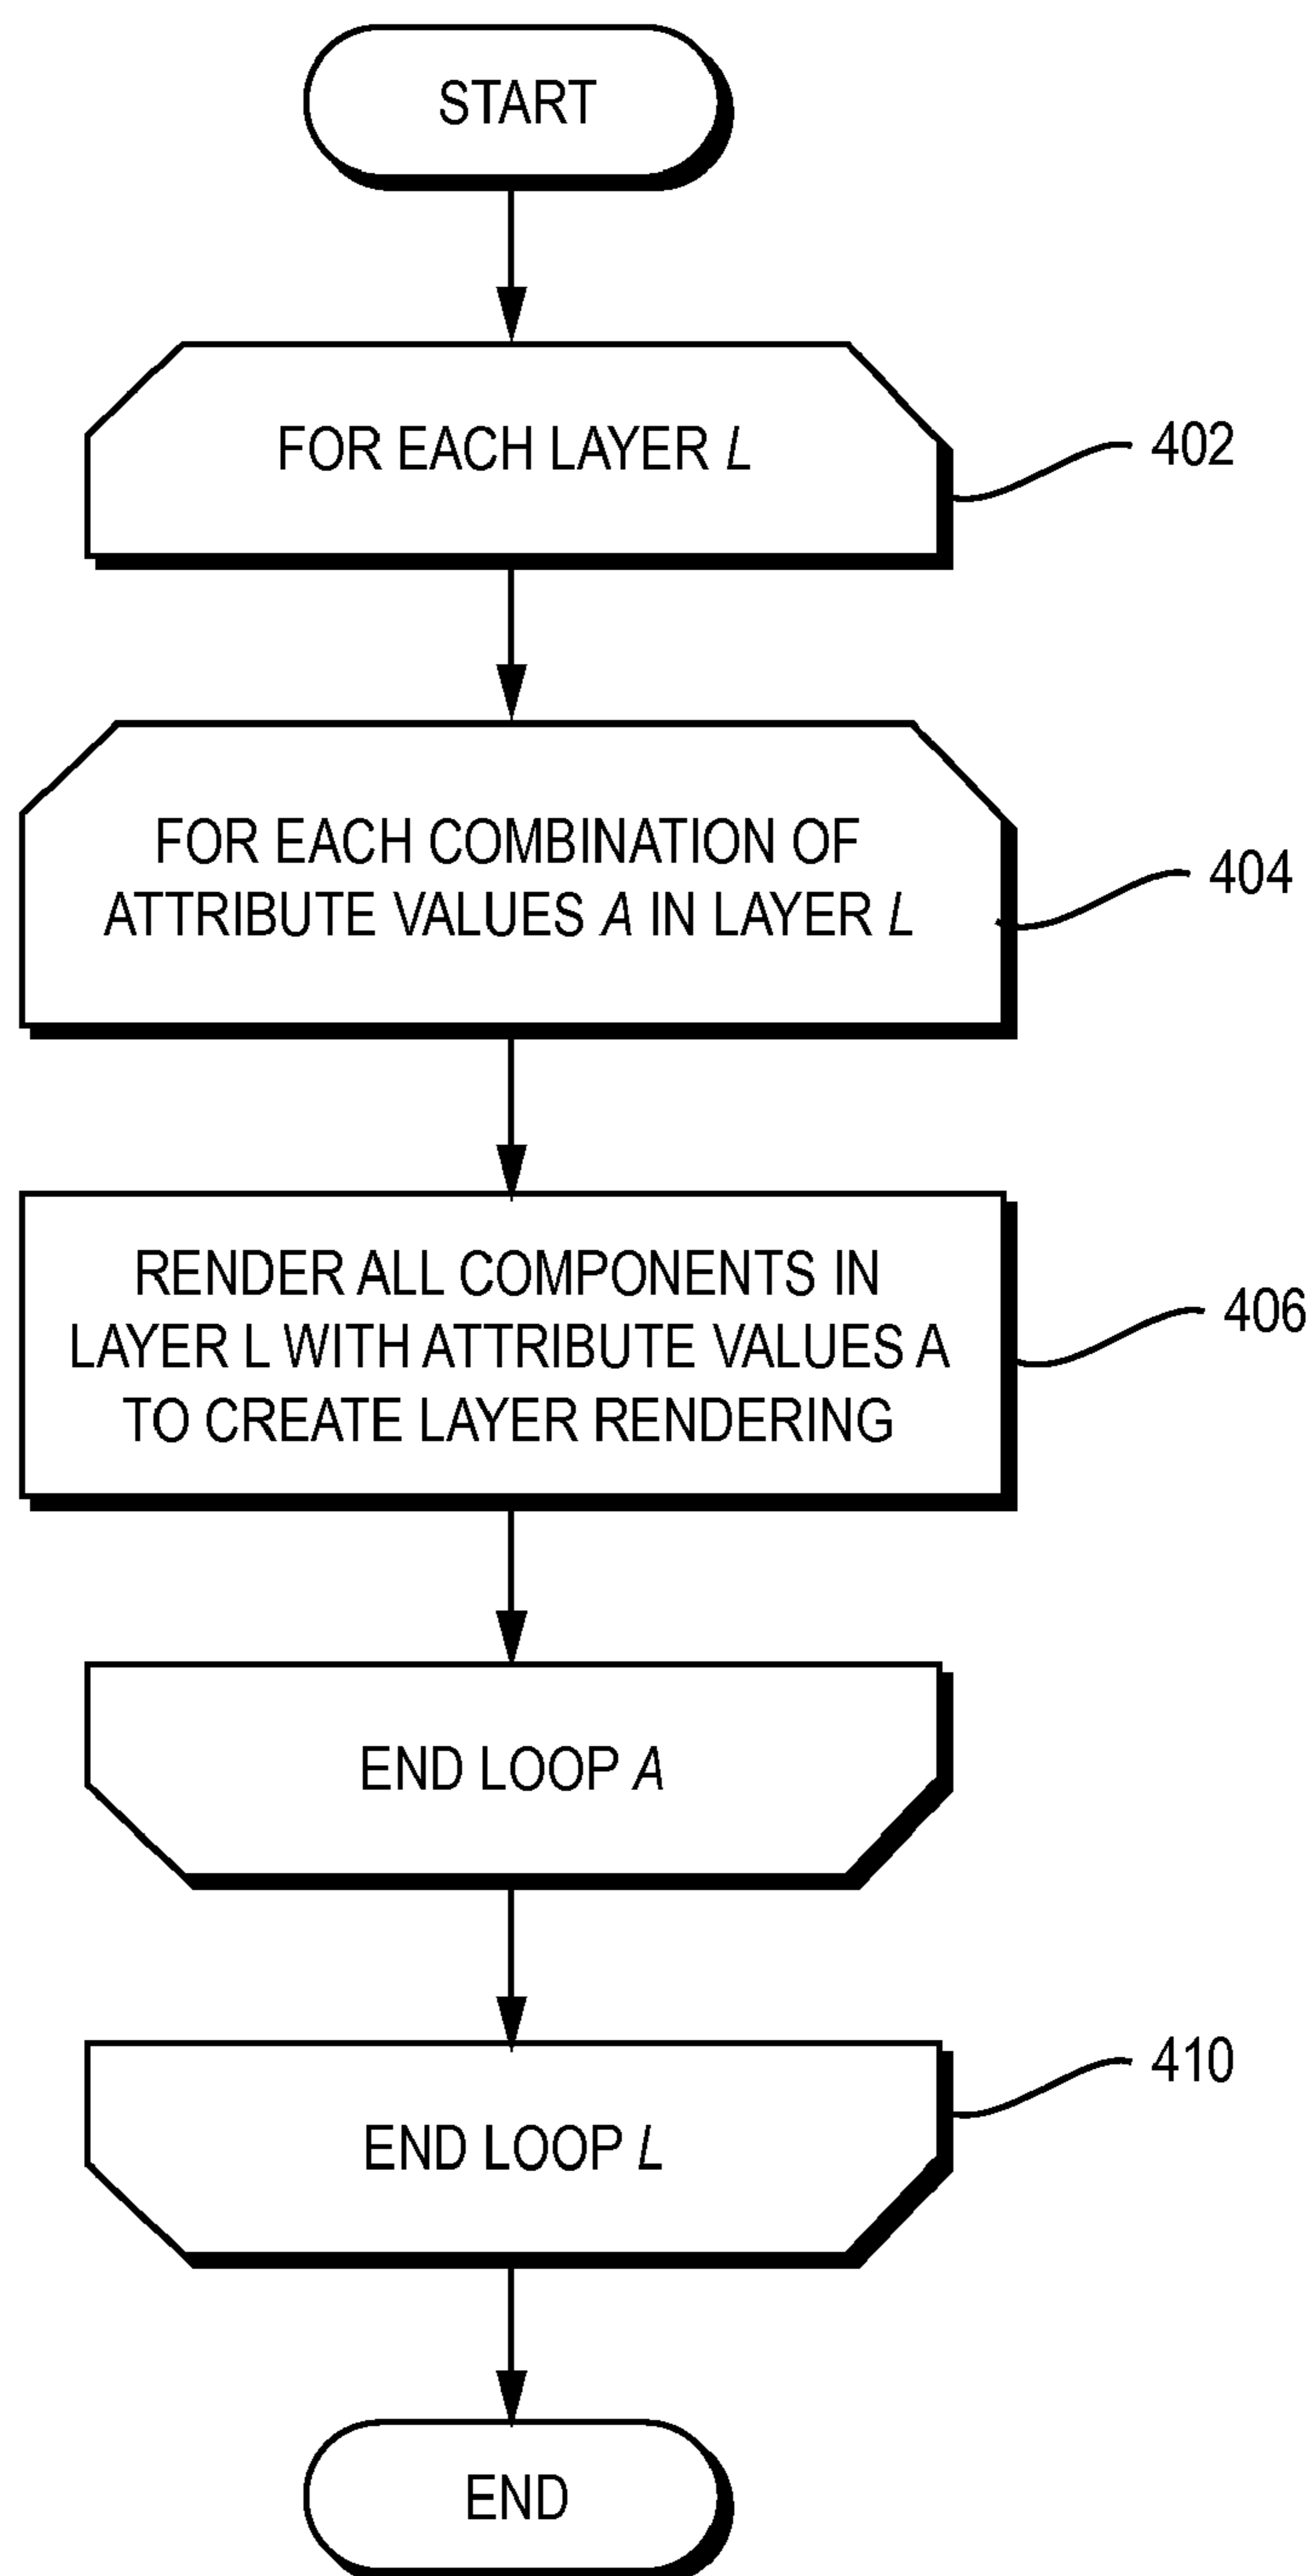 START
FOR EACH LAYER L
402
FOR EACH COMBINATION OF
ATTRIBUTE VALUES A IN LAYER L
404
RENDER ALL COMPONENTS IN
LAYER L WITH ATTRIBUTE VALUES A
TO CREATE LAYER RENDERING
406
END LOOP A
END LOOP L
410
END